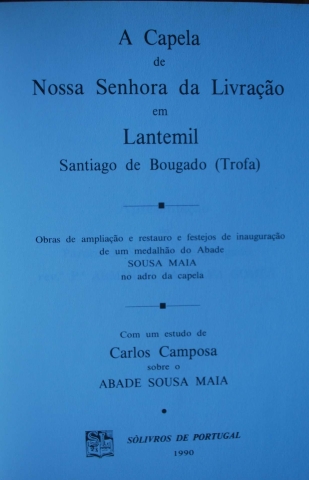 A Capela
de
Nossa Senhora da Livração
em
Lantemil
Santiago de Bougado (Trofa)
Obras de ampliação e restauro e festejos de inauguração
de um medalhão do Abade
SOUSA MAIA
no adro da capela
Com um estudo de
Carlos Camposa
sobre o
ABADE SOUSA MAIA
SÓLIVROS DE PORTUGAL
1990